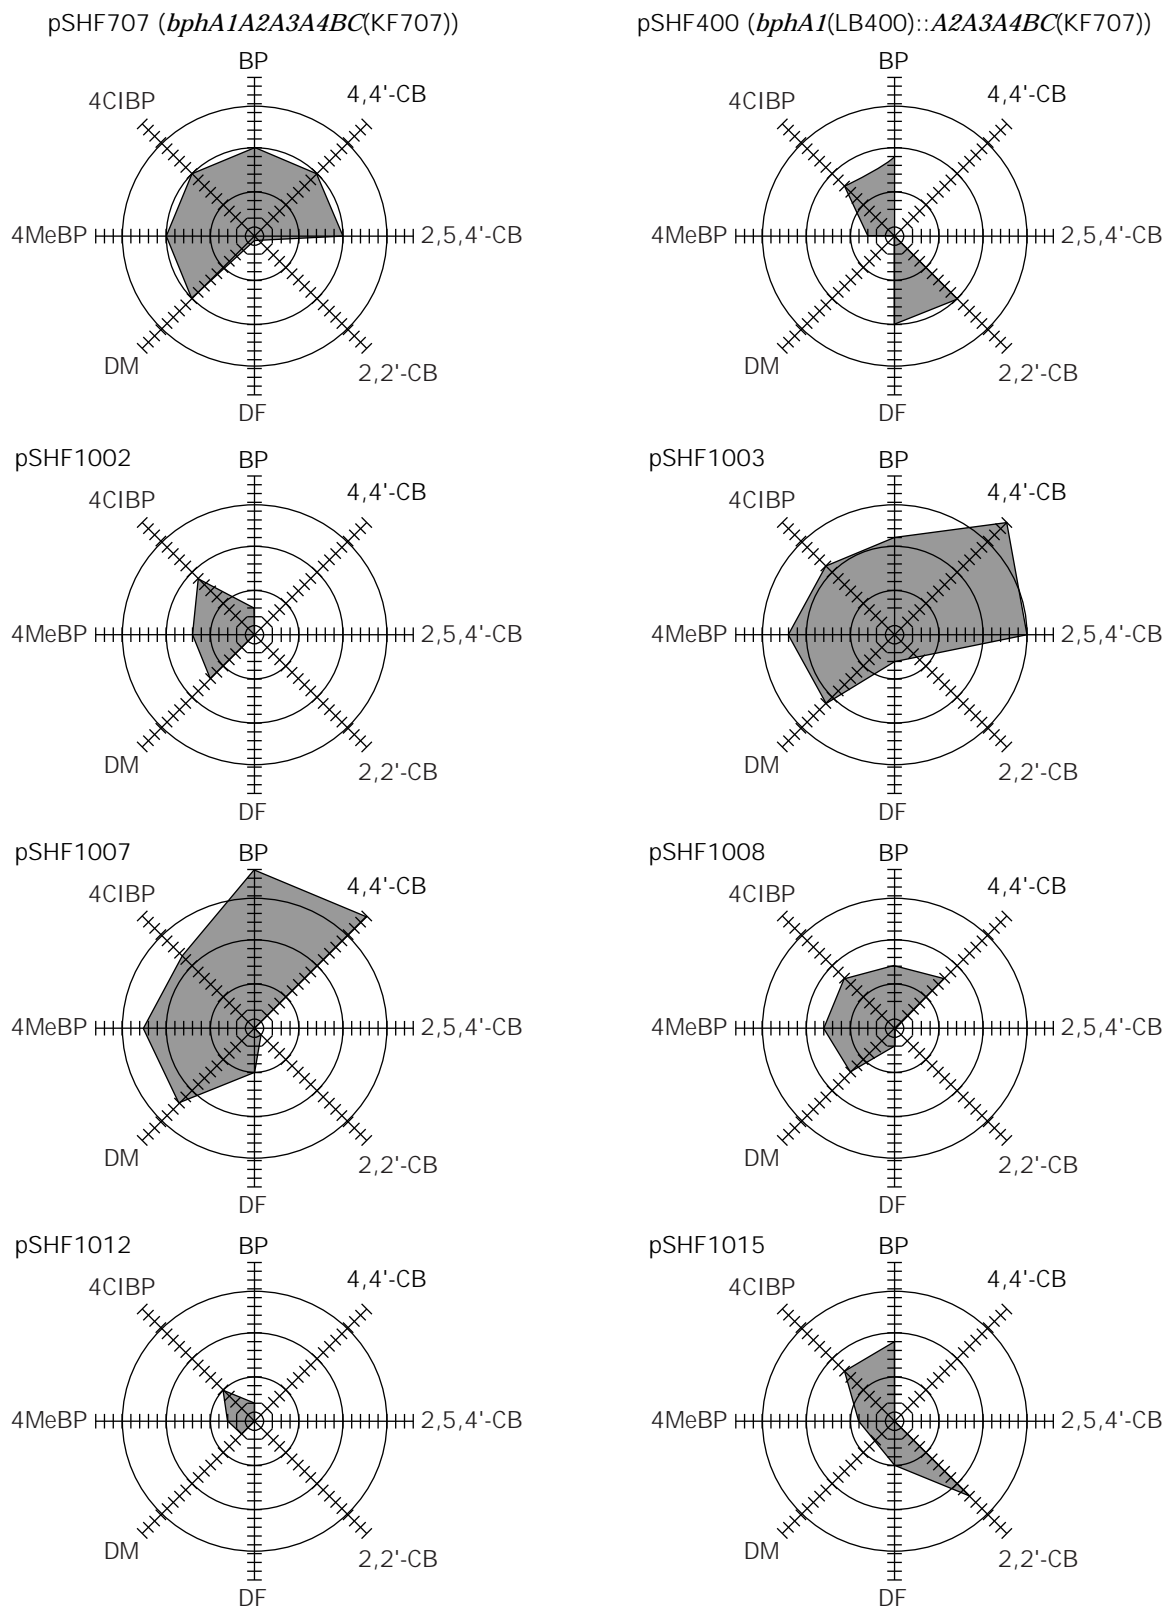 pSHF707 (bphA1A2A3A4BC(KF707))
BP
4,4'-CB
4ClBP
4MeBP
2,5,4'-CB
DM
2,2'-CB
DF
pSHF400 (bphA1(LB400)::A2A3A4BC(KF707))
BP
4,4'-CB
4ClBP
4MeBP
2,5,4'-CB
DM
2,2'-CB
DF
pSHF1002
BP
4,4'-CB
4ClBP
4MeBP
2,5,4'-CB
DM
2,2'-CB
DF
pSHF1003
BP
4,4'-CB
4ClBP
4MeBP
2,5,4'-CB
DM
2,2'-CB
DF
pSHF1007
BP
4,4'-CB
4ClBP
4MeBP
2,5,4'-CB
DM
2,2'-CB
DF
pSHF1008
BP
4,4'-CB
4ClBP
4MeBP
2,5,4'-CB
DM
2,2'-CB
DF
pSHF1012
BP
4,4'-CB
4ClBP
4MeBP
2,5,4'-CB
DM
2,2'-CB
DF
pSHF1015
BP
4,4'-CB
4ClBP
4MeBP
2,5,4'-CB
DM
2,2'-CB
DF